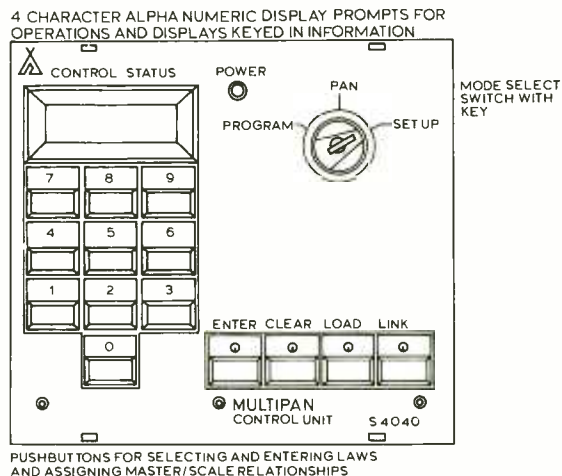 4 CHARACTER ALPHA NUMERIC DISPLAY PROMPTS FOR
OPERATIONS AND DISPLAYS KEYED IN INFORMATION
CONTROL STATUS
POWER
PAN
PROGRAM
SET UP
MODE SELECT
SWITCH WITH
KEY
7 8 9
4 5 6
1 2 3
0
ENTER CLEAR LOAD LINK
MULTIPAN
CONTROL UNIT S4040
PUSHBUTTONS FOR SELECTING AND ENTERING LAWS
AND ASSIGNING MASTER/SCALE RELATIONSHIPS